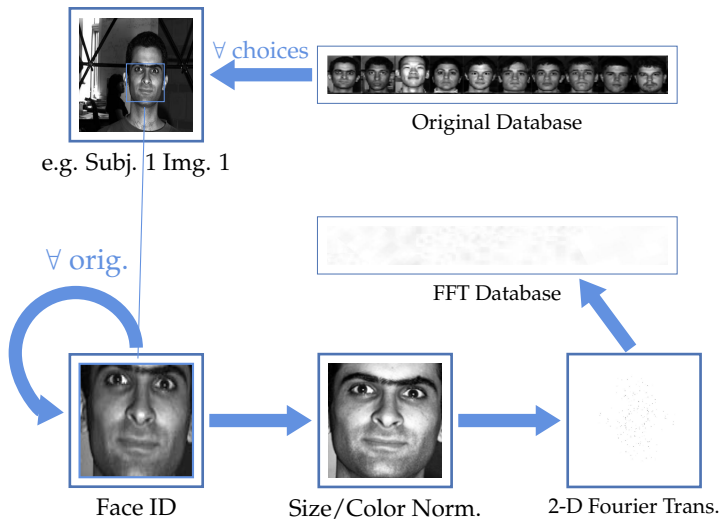 ∀ choices
Original Database
e.g. Subj. 1 Img. 1
∀ orig.
FFT Database
Face ID
Size/Color Norm.
2-D Fourier Trans.